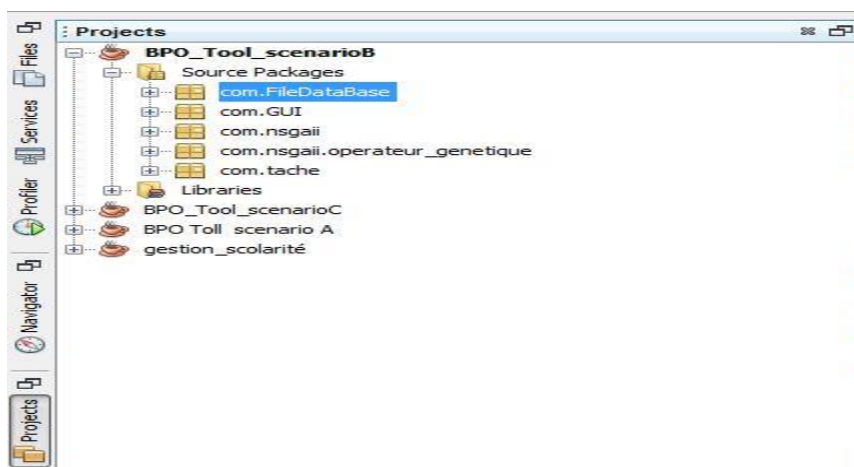 Projects
BPO_Tool_scenarioB
Source Packages
com.FileDataBase
com.GUI
com.nsgaii
com.nsgaii.operateur_genetique
com.tache
Libraries
BPO_Tool_scenarioC
BPO Toll scenario A
gestion_scolarité
Files
Services
Profiler
Navigator
Projects